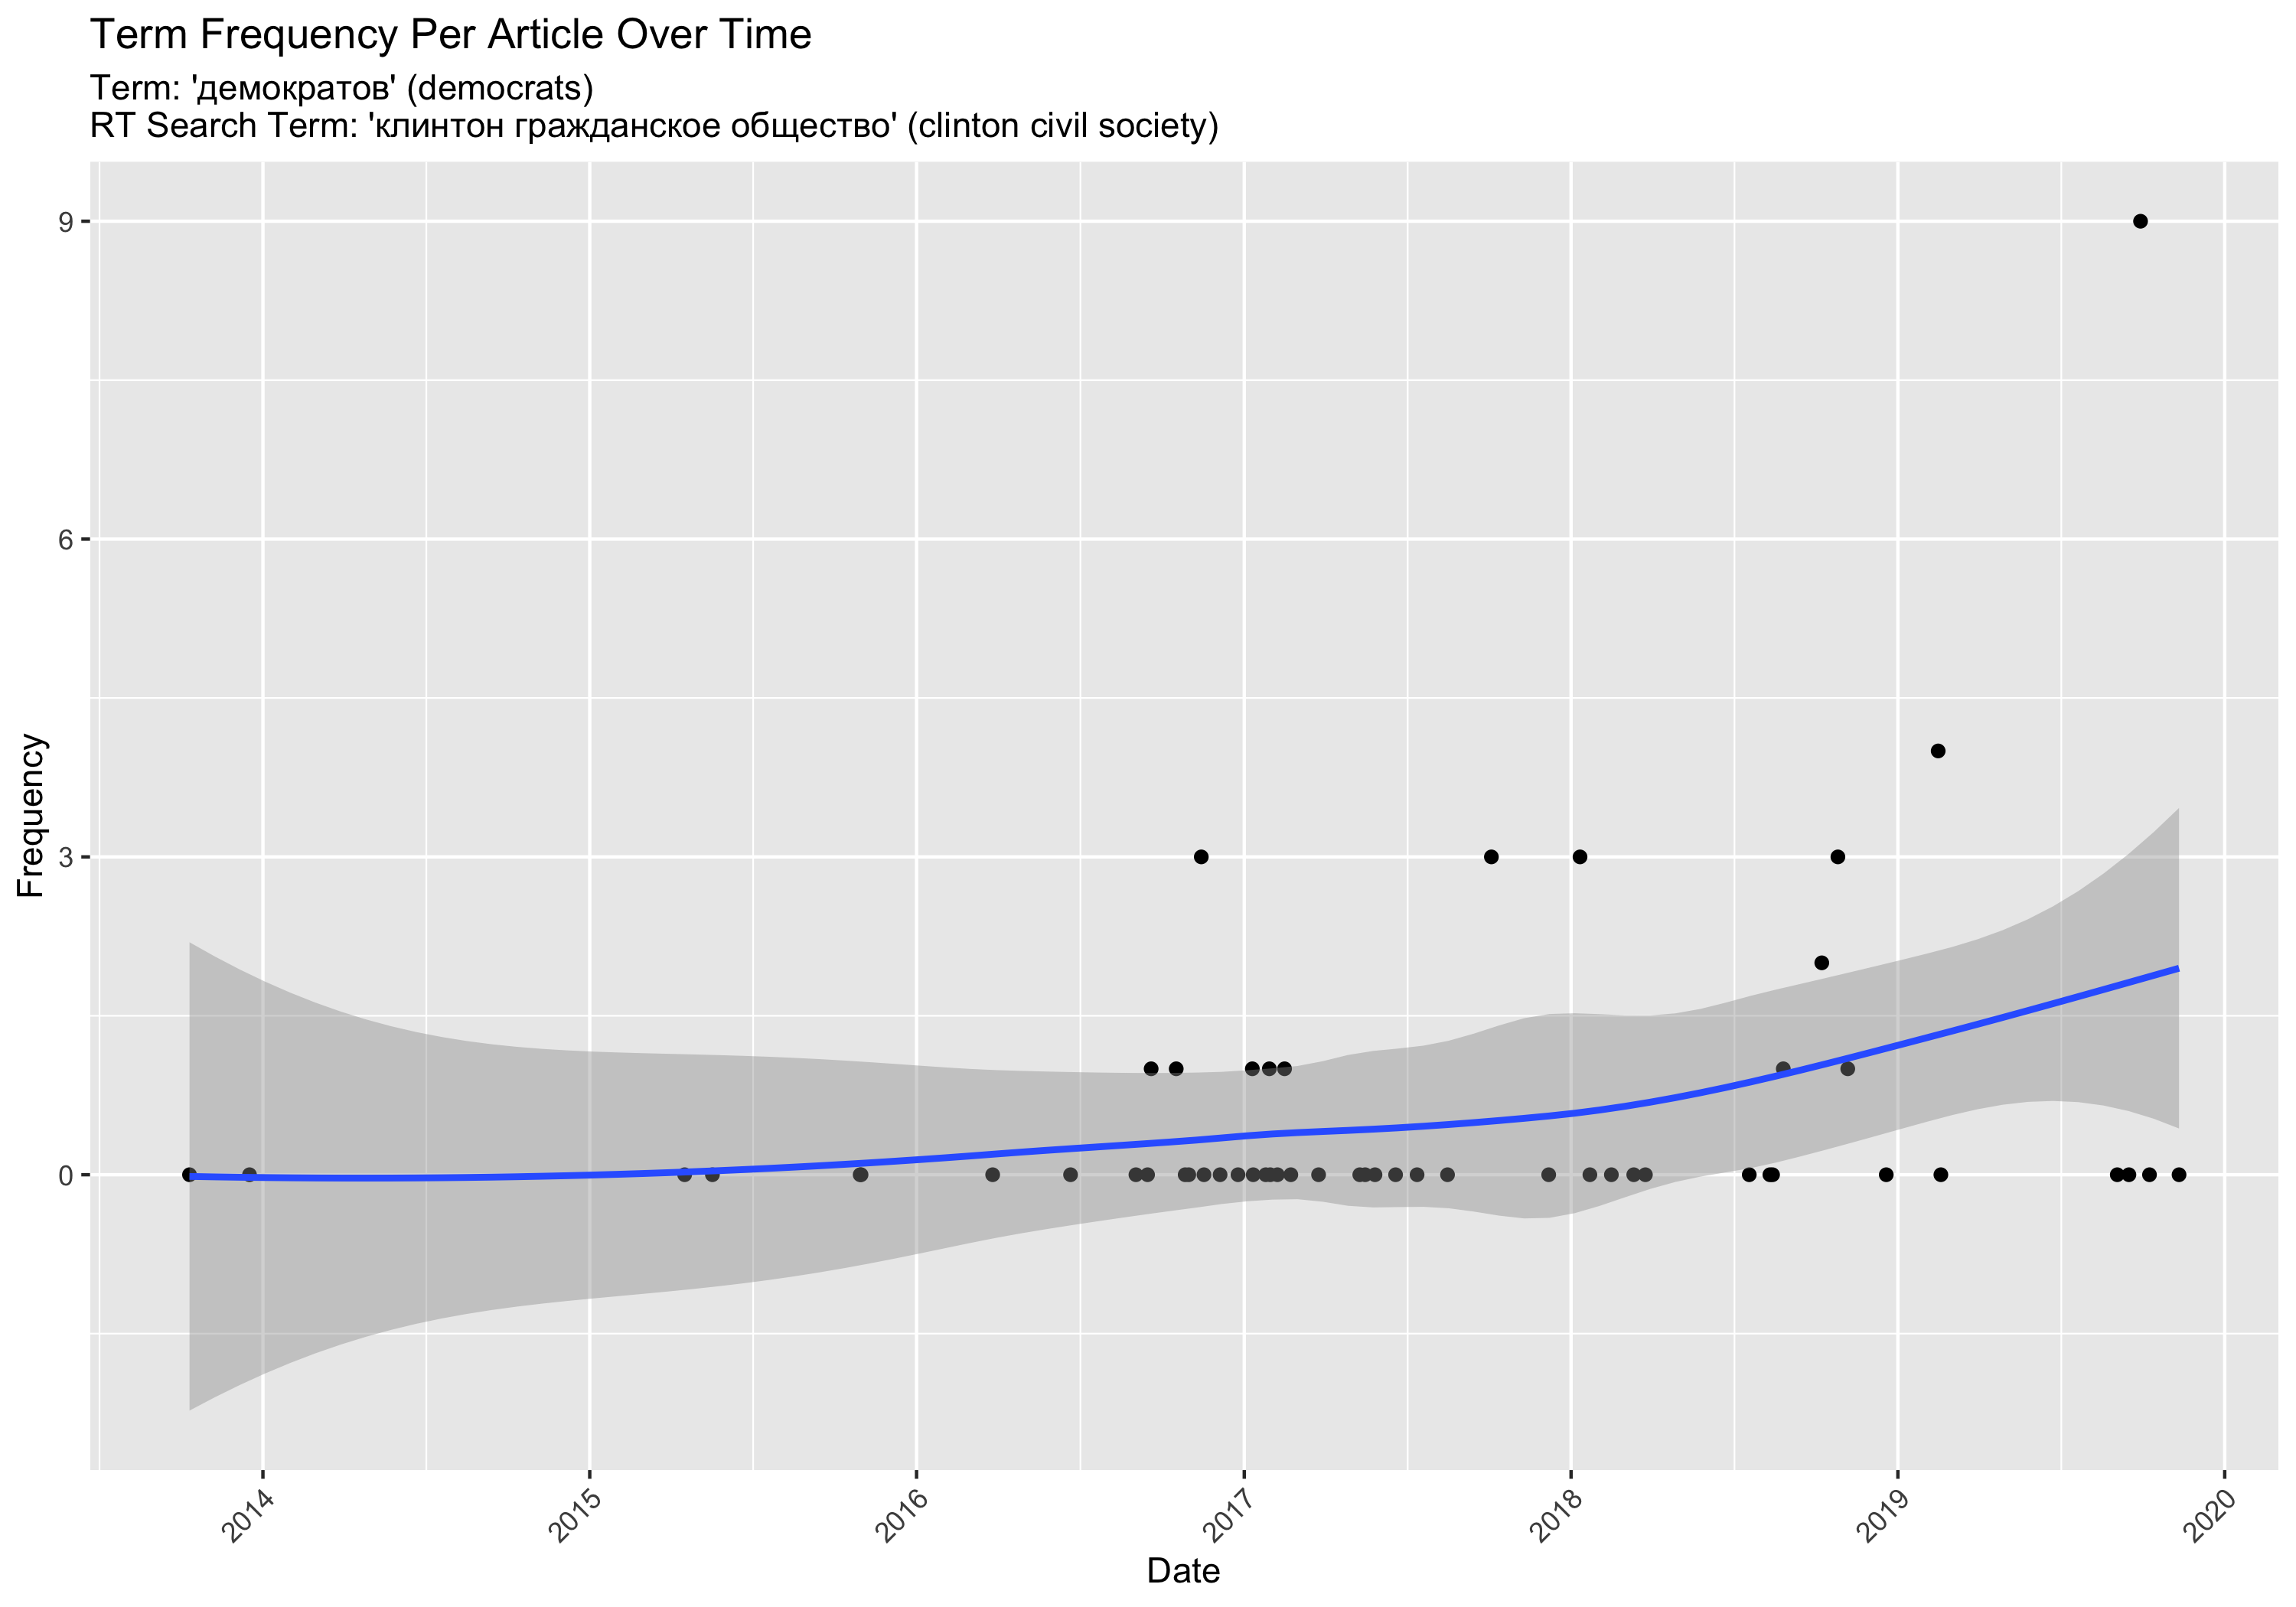 Term Frequency Per Article Over Time
Term: 'демократов' (democrats)
RT Search Term: 'клинтон гражданское общество' (clinton civil society)
9
6
3
0
Frequency
2014
2015
2016
2017
2018
2019
2020
Date